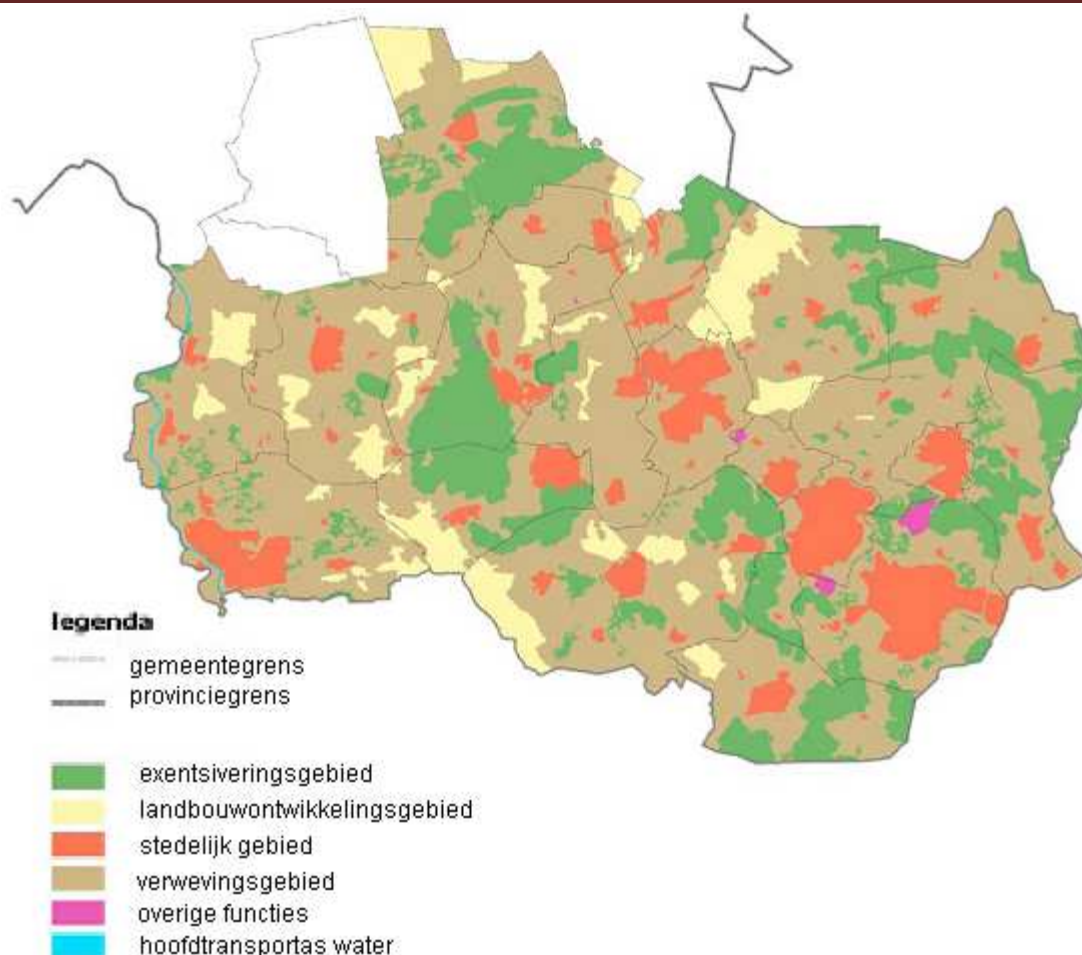 legenda
gemeentegrens
provinciegrens
exentsiveringsgebied
landbouwontwikkelingsgebied
stedelijk gebied
verwevingsgebied
overige functies
hoofdtransportas water